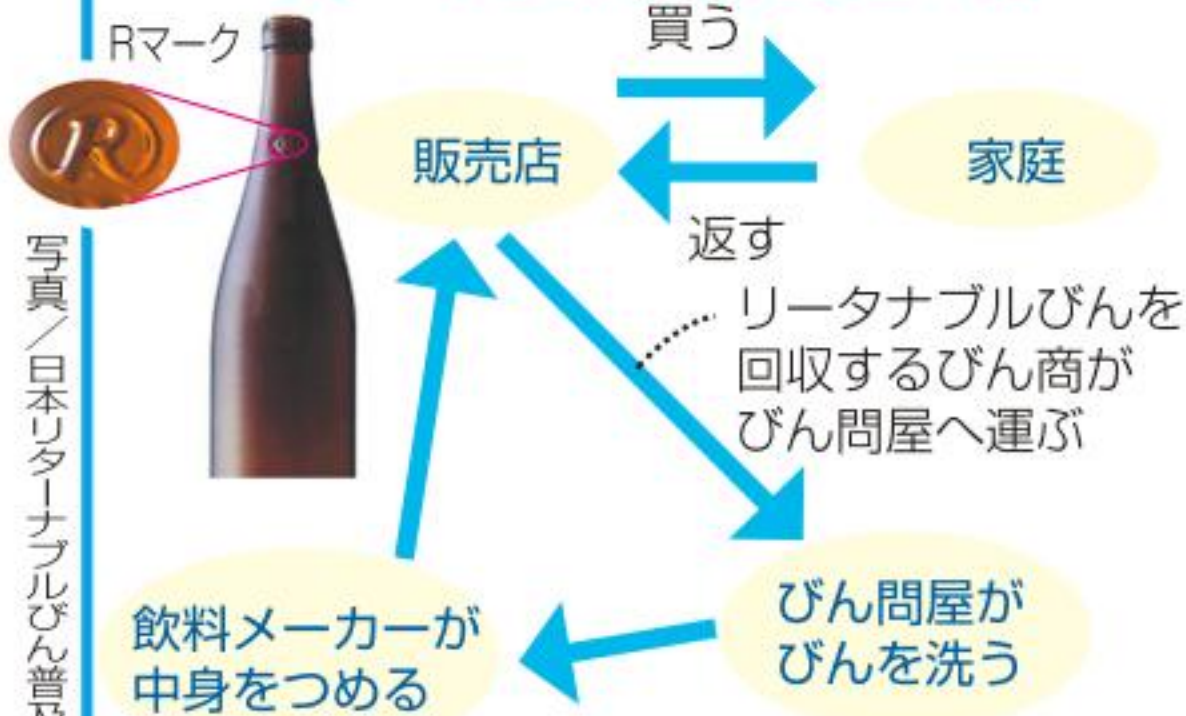 Rマーク
R
買う
販売店
家庭
返す
リータナブルびんを
回収するびん商が
びん問屋へ運ぶ
飲料メーカーが
中身をつめる
びん問屋が
びんを洗う
写真/日本リターナブルびん普及